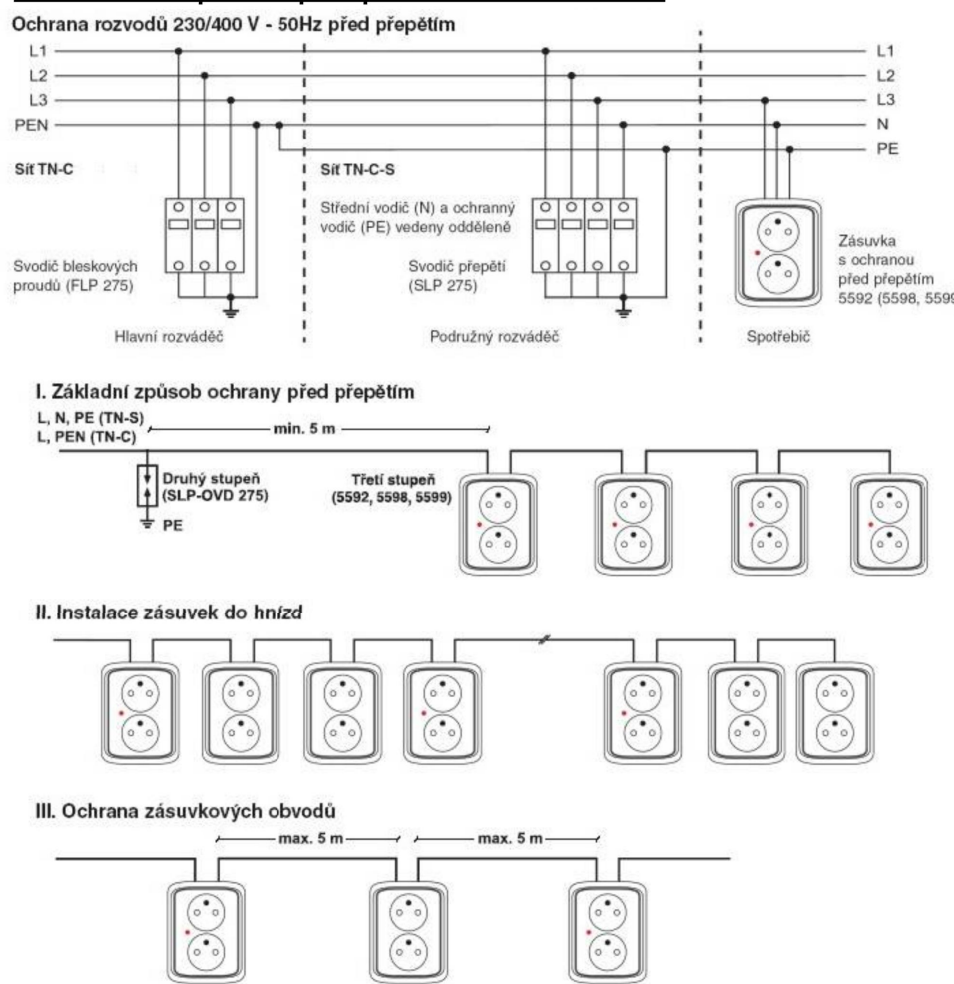 Ochrana rozvodů 230/400 V - 50Hz před přepětím
L1
L1
L2
L2
L3
L3
PEN
N
PE
Síť TN-C
Síť TN-C-S
Střední vodič (N) a ochranný
vodič (PE) vedeny odděleně
Svodič bleskových
proudů (FLP 275)
Svodič přepětí
(SLP 275)
Zásuvka
s ochranou
před přepětím
5592 (5598, 5599
Hlavní rozváděč
Podružný rozváděč
Spotřebič
I. Základní způsob ochrany před přepětím
L, N, PE (TN-S)
L, PEN (TN-C)
min. 5 m
Druhý stupeň
(SLP-OVD 275)
PE
Třetí stupeň
(5592, 5598, 5599)
II. Instalace zásuvek do hnízd
III. Ochrana zásuvkových obvodů
max. 5 m
max. 5 m